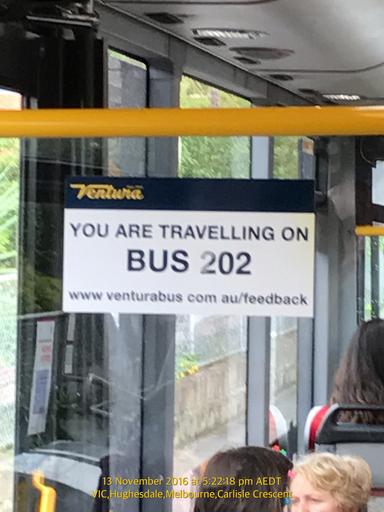 Ventura
YOU ARE TRAVELLING ON
BUS 202
www venturabus com au/feedback
13 November 2016 at 5:22:18 pm AEDT
VIC,Hughesdale,Melbourne,Carlisle Crescent